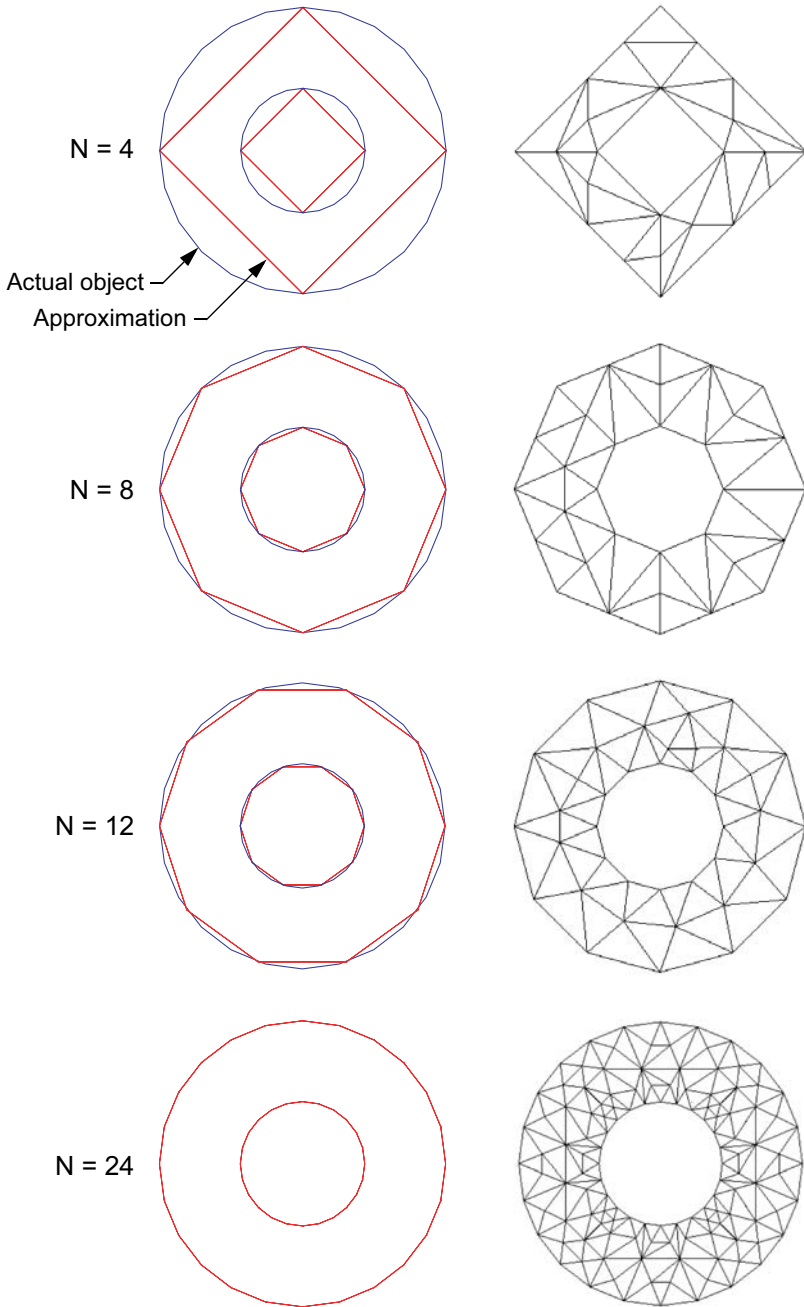 N = 4
Actual object
Approximation
N = 8
N = 12
N = 24